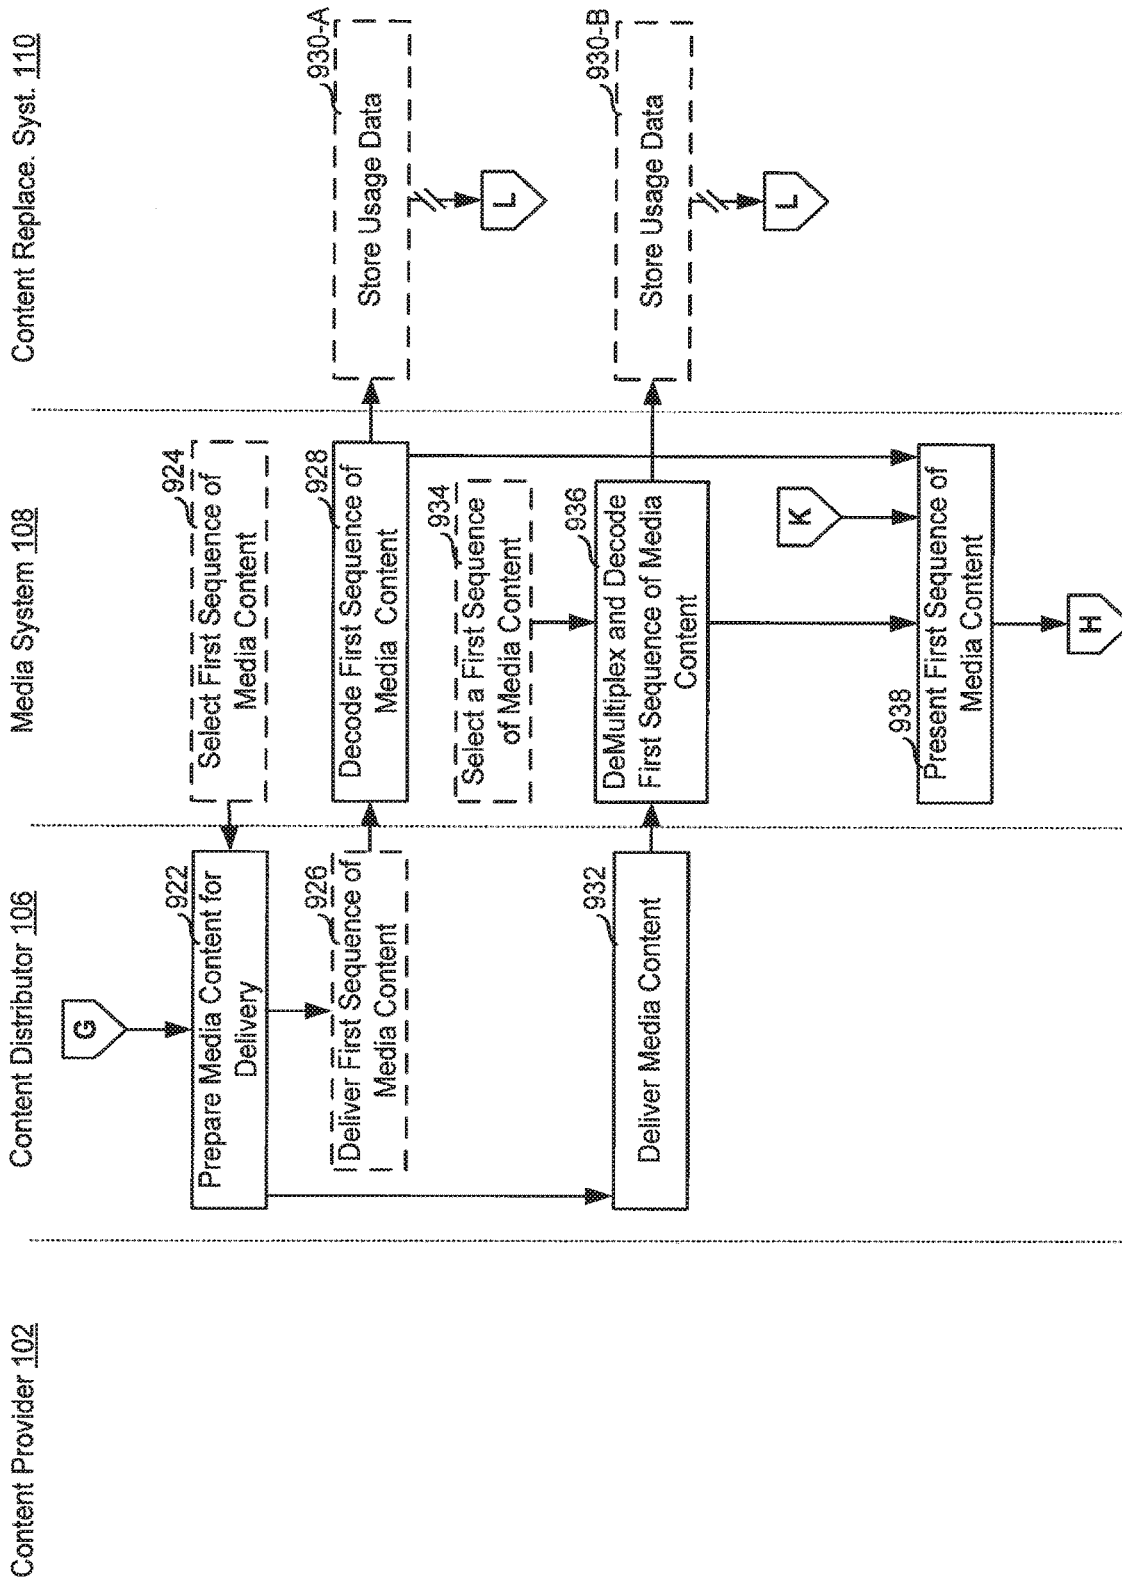 Content Provider 102
Content Distributor 106
Media System 108
Content Replace. Syst. 110
G
922
Prepare Media Content for
Delivery
924
Select First Sequence of
Media Content
926
Deliver First Sequence of
Media Content
928
Decode First Sequence of
Media Content
930-A
Store Usage Data
L
934
Select a First Sequence
of Media Content
932
Deliver Media Content
936
DeMultiplex and Decode
First Sequence of Media
Content
930-B
Store Usage Data
L
K
938
Present First Sequence of
Media Content
H